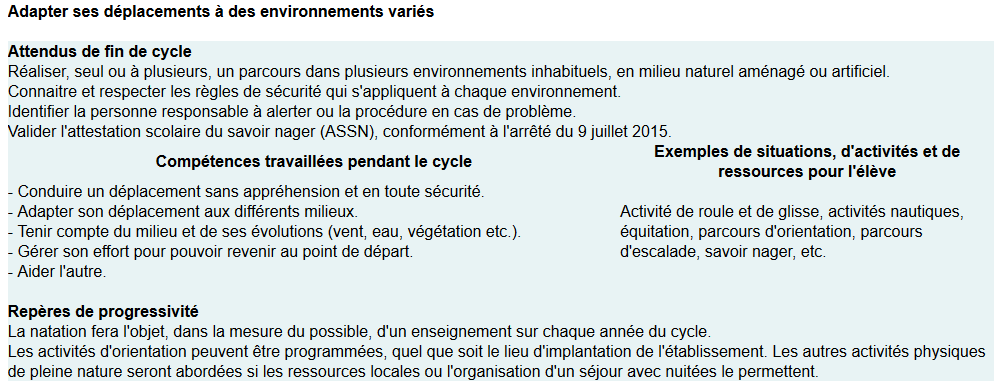 Adapter ses déplacements à des environnements variés
Attendus de fin de cycle
Réaliser, seul ou à plusieurs, un parcours dans plusieurs environnements inhabituels, en milieu naturel aménagé ou artificiel.
Connaitre et respecter les règles de sécurité qui s'appliquent à chaque environnement.
Identifier la personne responsable à alerter ou la procédure en cas de problème.
Valider l'attestation scolaire du savoir nager (ASSN), conformément à l'arrêté du 9 juillet 2015.
Compétences travaillées pendant le cycle
- Conduire un déplacement sans appréhension et en toute sécurité.
- Adapter son déplacement aux différents milieux.
- Tenir compte du milieu et de ses évolutions (vent, eau, végétation etc.).
- Gérer son effort pour pouvoir revenir au point de départ.
- Aider l'autre.
Exemples de situations, d'activités et de
ressources pour l'élève
Activité de roule et de glisse, activités nautiques,
équitation, parcours d'orientation, parcours
d'escalade, savoir nager, etc.
Repères de progressivité
La natation fera l'objet, dans la mesure du possible, d'un enseignement sur chaque année du cycle.
Les activités d'orientation peuvent être programmées, quel que soit le lieu d'implantation de l'établissement. Les autres activités physiques
de pleine nature seront abordées si les ressources locales ou l'organisation d'un séjour avec nuitées le permettent.